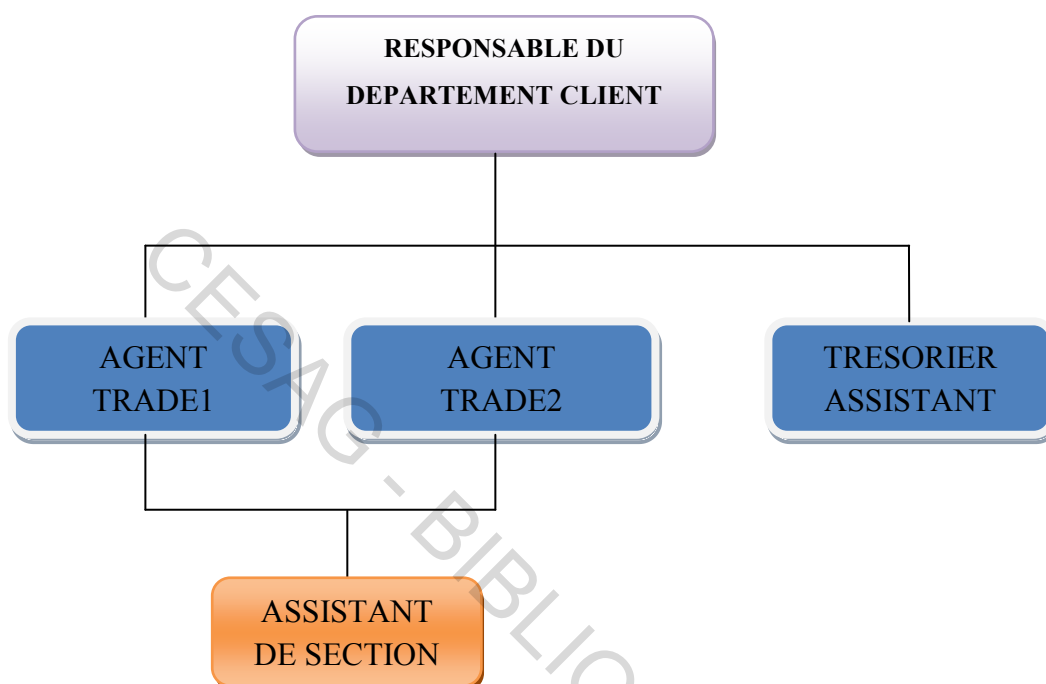 RESPONSABLE DU
DEPARTEMENT CLIENT
AGENT
TRADE1
AGENT
TRADE2
TRESORIER
ASSISTANT
ASSISTANT
DE SECTION
CESAG - BIBLIO